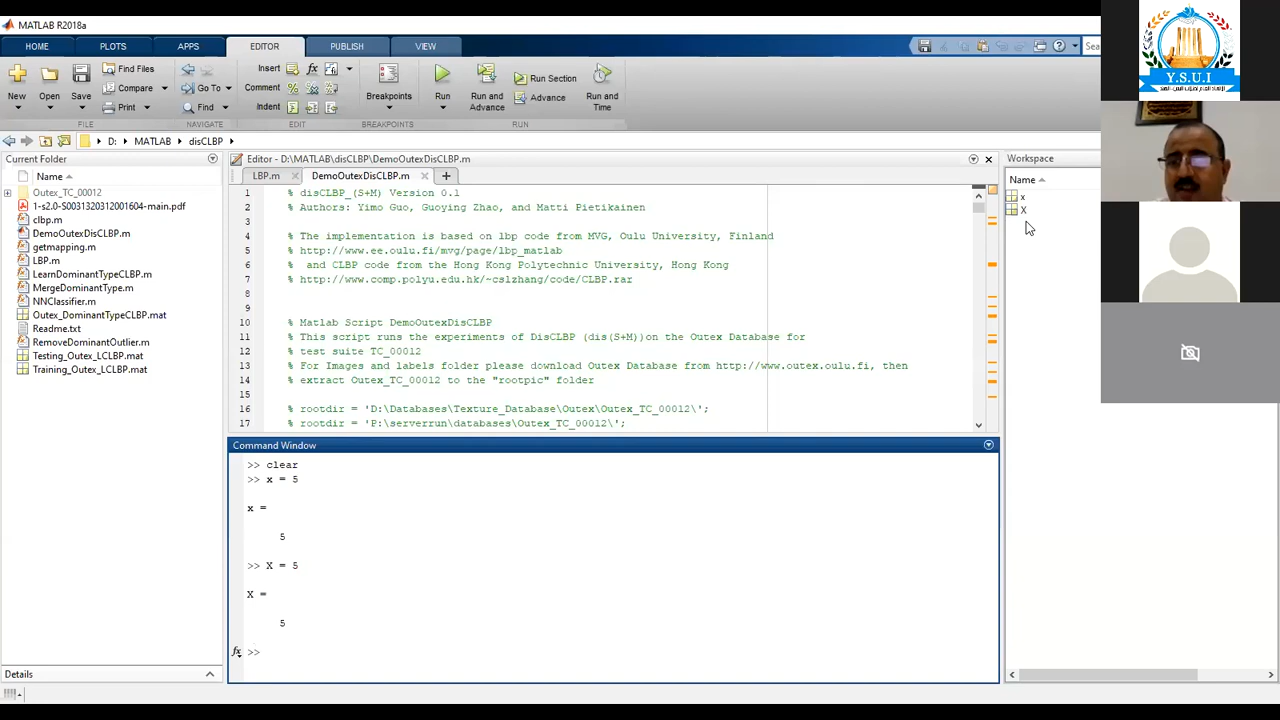 MATLAB R2018a
HOME
PLOTS
APPS
EDITOR
PUBLISH
VIEW
New
Open
Save
Find Files
Compare
Print
FILE
Go To
Find
NAVIGATE
Insert
Comment
Indent
EDIT
Breakpoints
BREAKPOINTS
Run
Run and Advance
Run Section
Advance
Run and Time
RUN
D:
MATLAB
disCLBP
Current Folder
Name
Outex_TC_00012
1-s2.0-S0031320312001604-main.pdf
clbp.m
DemoOutexDisCLBP.m
getmapping.m
LBP.m
LearnDominantTypeCLBP.m
MergeDominantType.m
NNClassifier.m
Outex_DominantTypeCLBP.mat
Readme.txt
RemoveDominantOutlier.m
Testing_Outex_LCLBP.mat
Training_Outex_LCLBP.mat
Details
Editor - D:\MATLAB\disCLBP\DemoOutexDisCLBP.m
LBP.m
DemoOutexDisCLBP.m
1 % disCLBP_(S+M) Version 0.1
2 % Authors: Yimo Guo, Guoying Zhao, and Matti Pietikainen
3
4 % The implementation is based on lbp code from MVG, Oulu University, Finland
5 % http://www.ee.oulu.fi/mvg/page/lbp_matlab
6 % and CLBP code from the Hong Kong Polytechnic University, Hong Kong
7 % http://www.comp.polyu.edu.hk/~cslzhang/code/CLBP.rar
8
9
10 % Matlab Script DemoOutexDisCLBP
11 % This script runs the experiments of DisCLBP (dis(S+M))on the Outex Database for
12 % test suite TC_00012
13 % For Images and labels folder please download Outex Database from http://www.outex.oulu.fi, then
14 % extract Outex_TC_00012 to the "rootpic" folder
15
16 % rootdir = 'D:\Databases\Texture_Database\Outex\Outex_TC_00012\';
17 % rootdir = 'P:\serverrun\databases\Outex_TC_00012\';
Command Window
>> clear
>> x = 5
x =
5
>> X = 5
X =
5
fx >>
Workspace
Name
x
X
Sea
Y.S.U.I